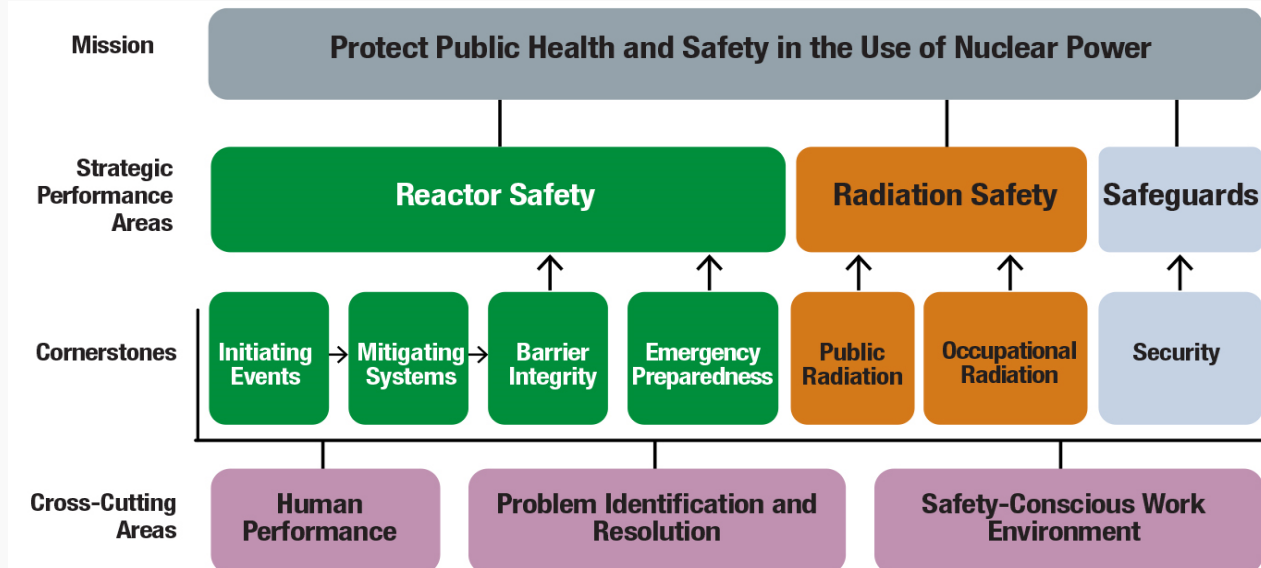 Mission
Protect Public Health and Safety in the Use of Nuclear Power
Strategic
Performance
Areas
Reactor Safety
Radiation Safety
Safeguards
Cornerstones
Initiating
Events
Mitigating
Systems
Barrier
Integrity
Emergency
Preparedness
Public
Radiation
Occupational
Radiation
Security
Cross-Cutting
Areas
Human
Performance
Problem Identification and
Resolution
Safety-Conscious Work
Environment